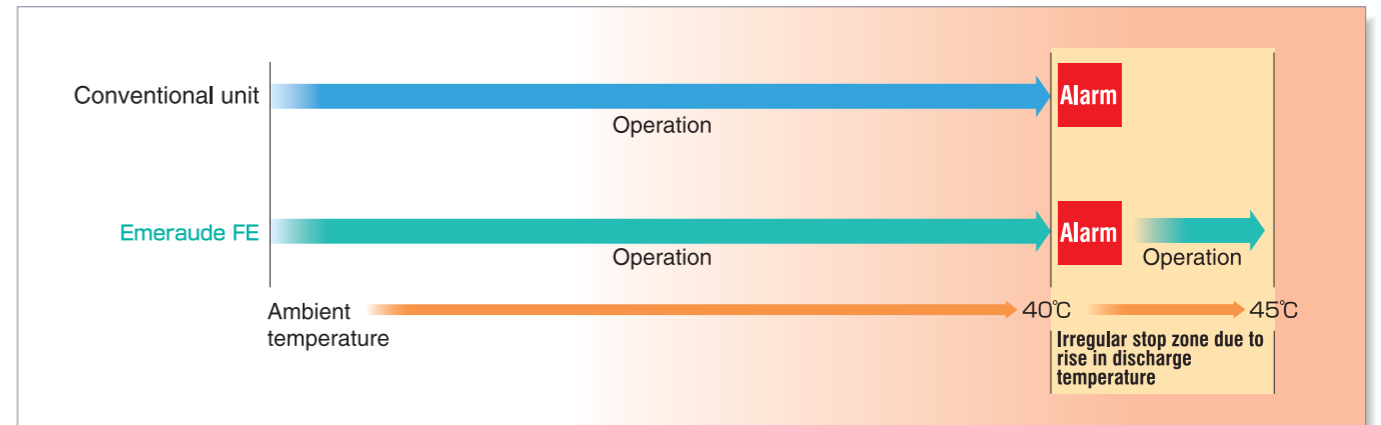 Conventional unit
Alarm
Operation
Emeraude FE
Alarm
Operation
Operation
Ambient
temperature
40℃
45℃
Irregular stop zone due to
rise in discharge
temperature